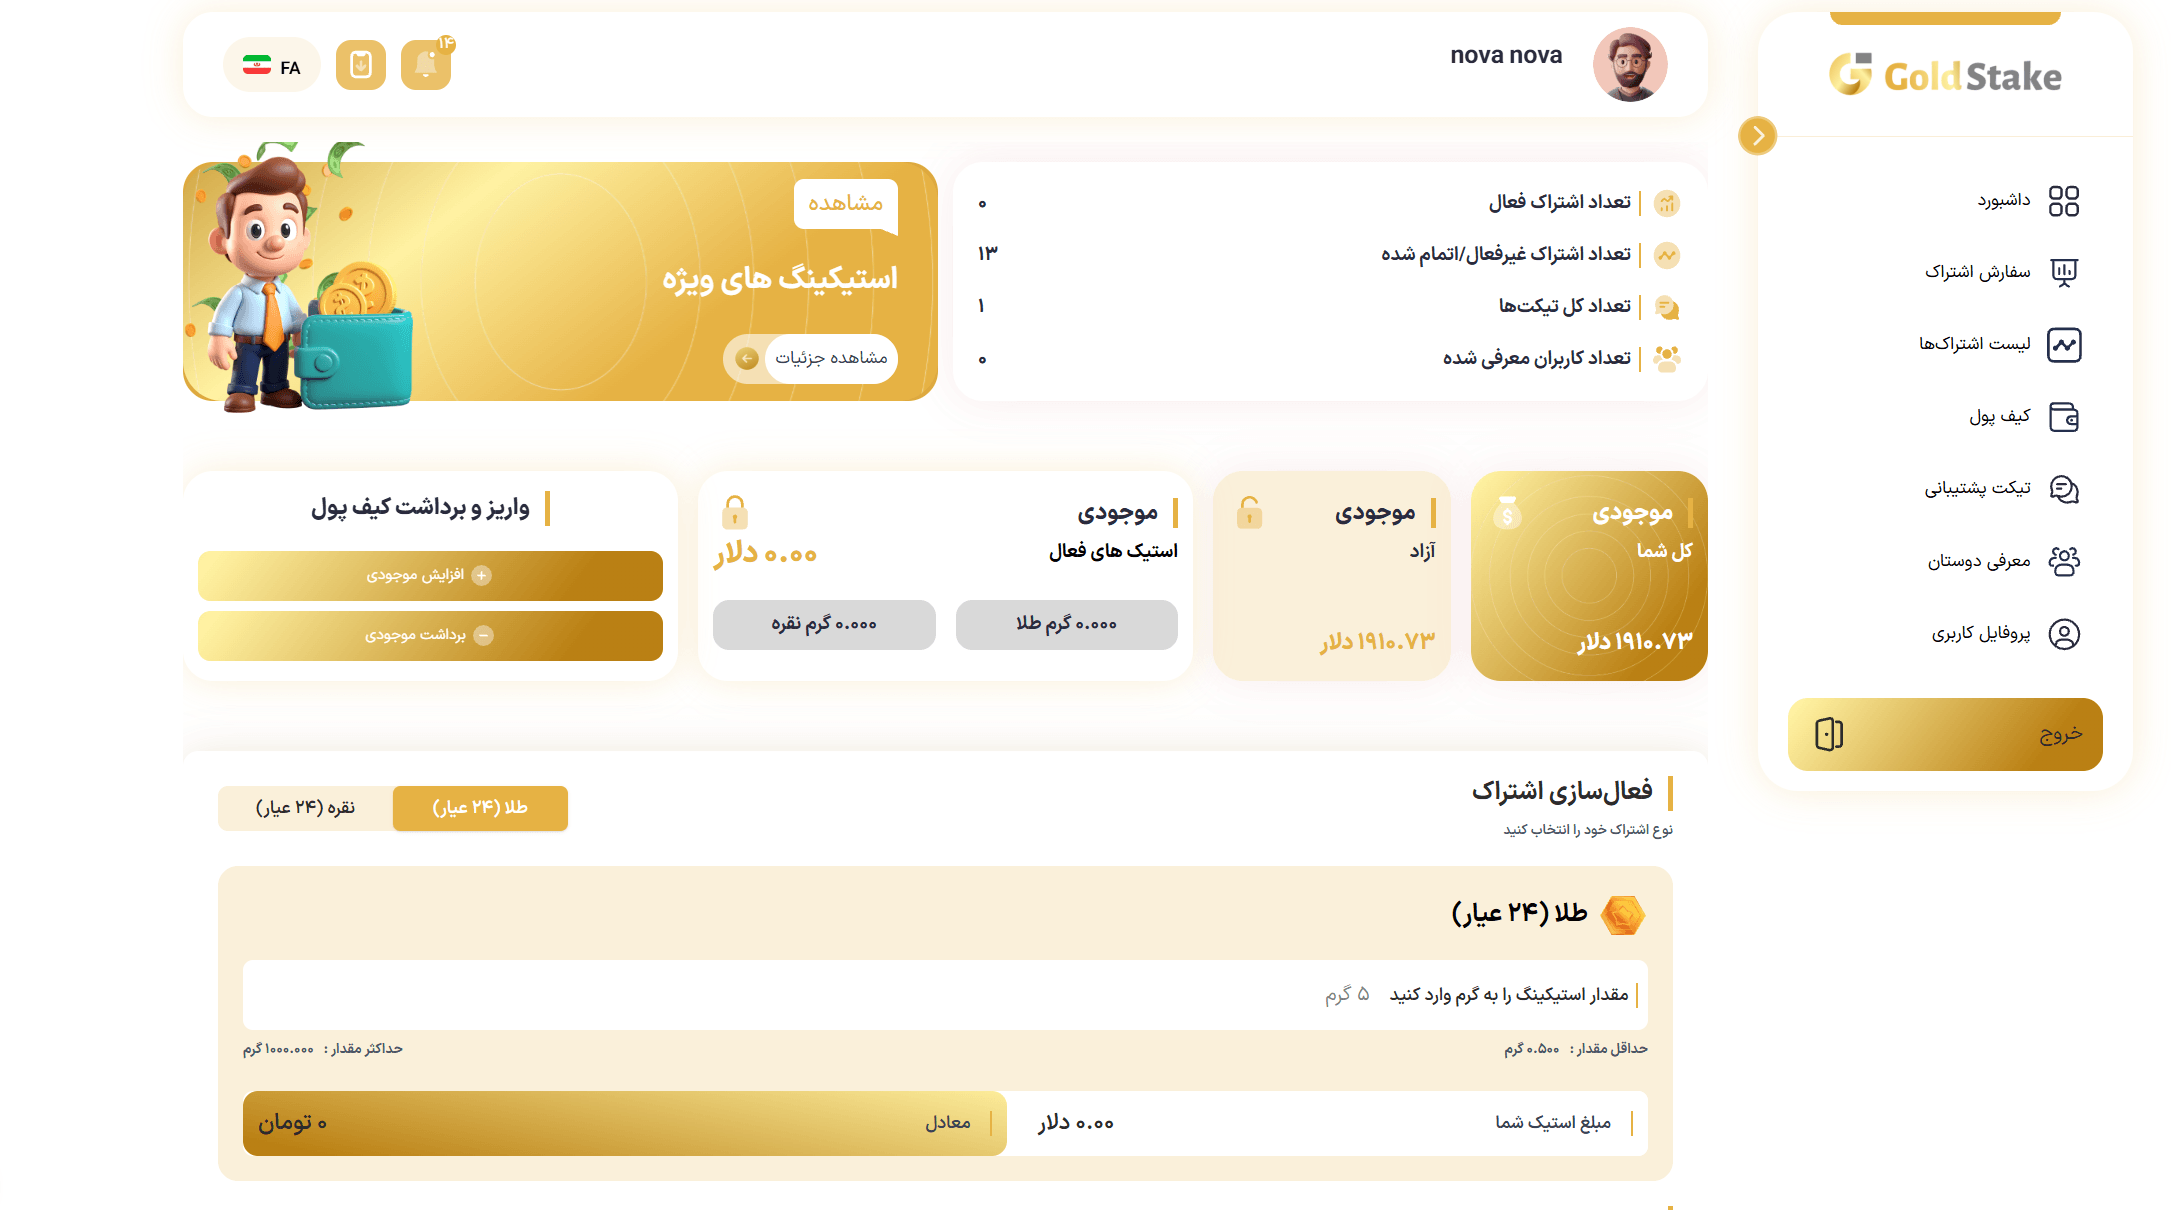 Gold Stake
داشبورد
سفارش اشتراک
لیست اشتراک‌ها
کیف پول
تیکت پشتیبانی
معرفی دوستان
پروفایل کاربری
خروج
nova nova
۱۴
FA
تعداد اشتراک فعال ۰
تعداد اشتراک غیرفعال/اتمام شده ۱۳
تعداد کل تیکت‌ها ۱
تعداد کاربران معرفی شده ۰
مشاهده
استیکینگ های ویژه
مشاهده جزئیات
موجودی
کل شما
۱۹۱۰.۷۳ دلار
موجودی
آزاد
۱۹۱۰.۷۳ دلار
موجودی
استیک های فعال
۰.۰۰ دلار
۰.۰۰۰ گرم طلا
۰.۰۰۰ گرم نقره
واریز و برداشت کیف پول
افزایش موجودی
برداشت موجودی
فعال‌سازی اشتراک
نوع اشتراک خود را انتخاب کنید
طلا (۲۴ عیار)
نقره (۲۴ عیار)
طلا (۲۴ عیار)
مقدار استیکینگ را به گرم وارد کنید ۵ گرم
حداقل مقدار : ۰.۵۰۰ گرم
حداکثر مقدار : ۱۰۰۰.۰۰۰ گرم
مبلغ استیک شما ۰.۰۰ دلار
معادل ۰ تومان